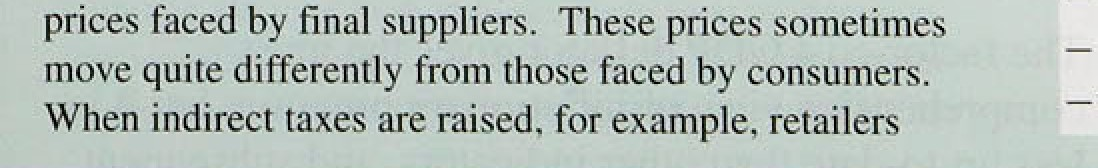 prices faced by final suppliers. These prices sometimes
move quite differently from those faced by consumers.
When indirect taxes are raised, for example, retailers